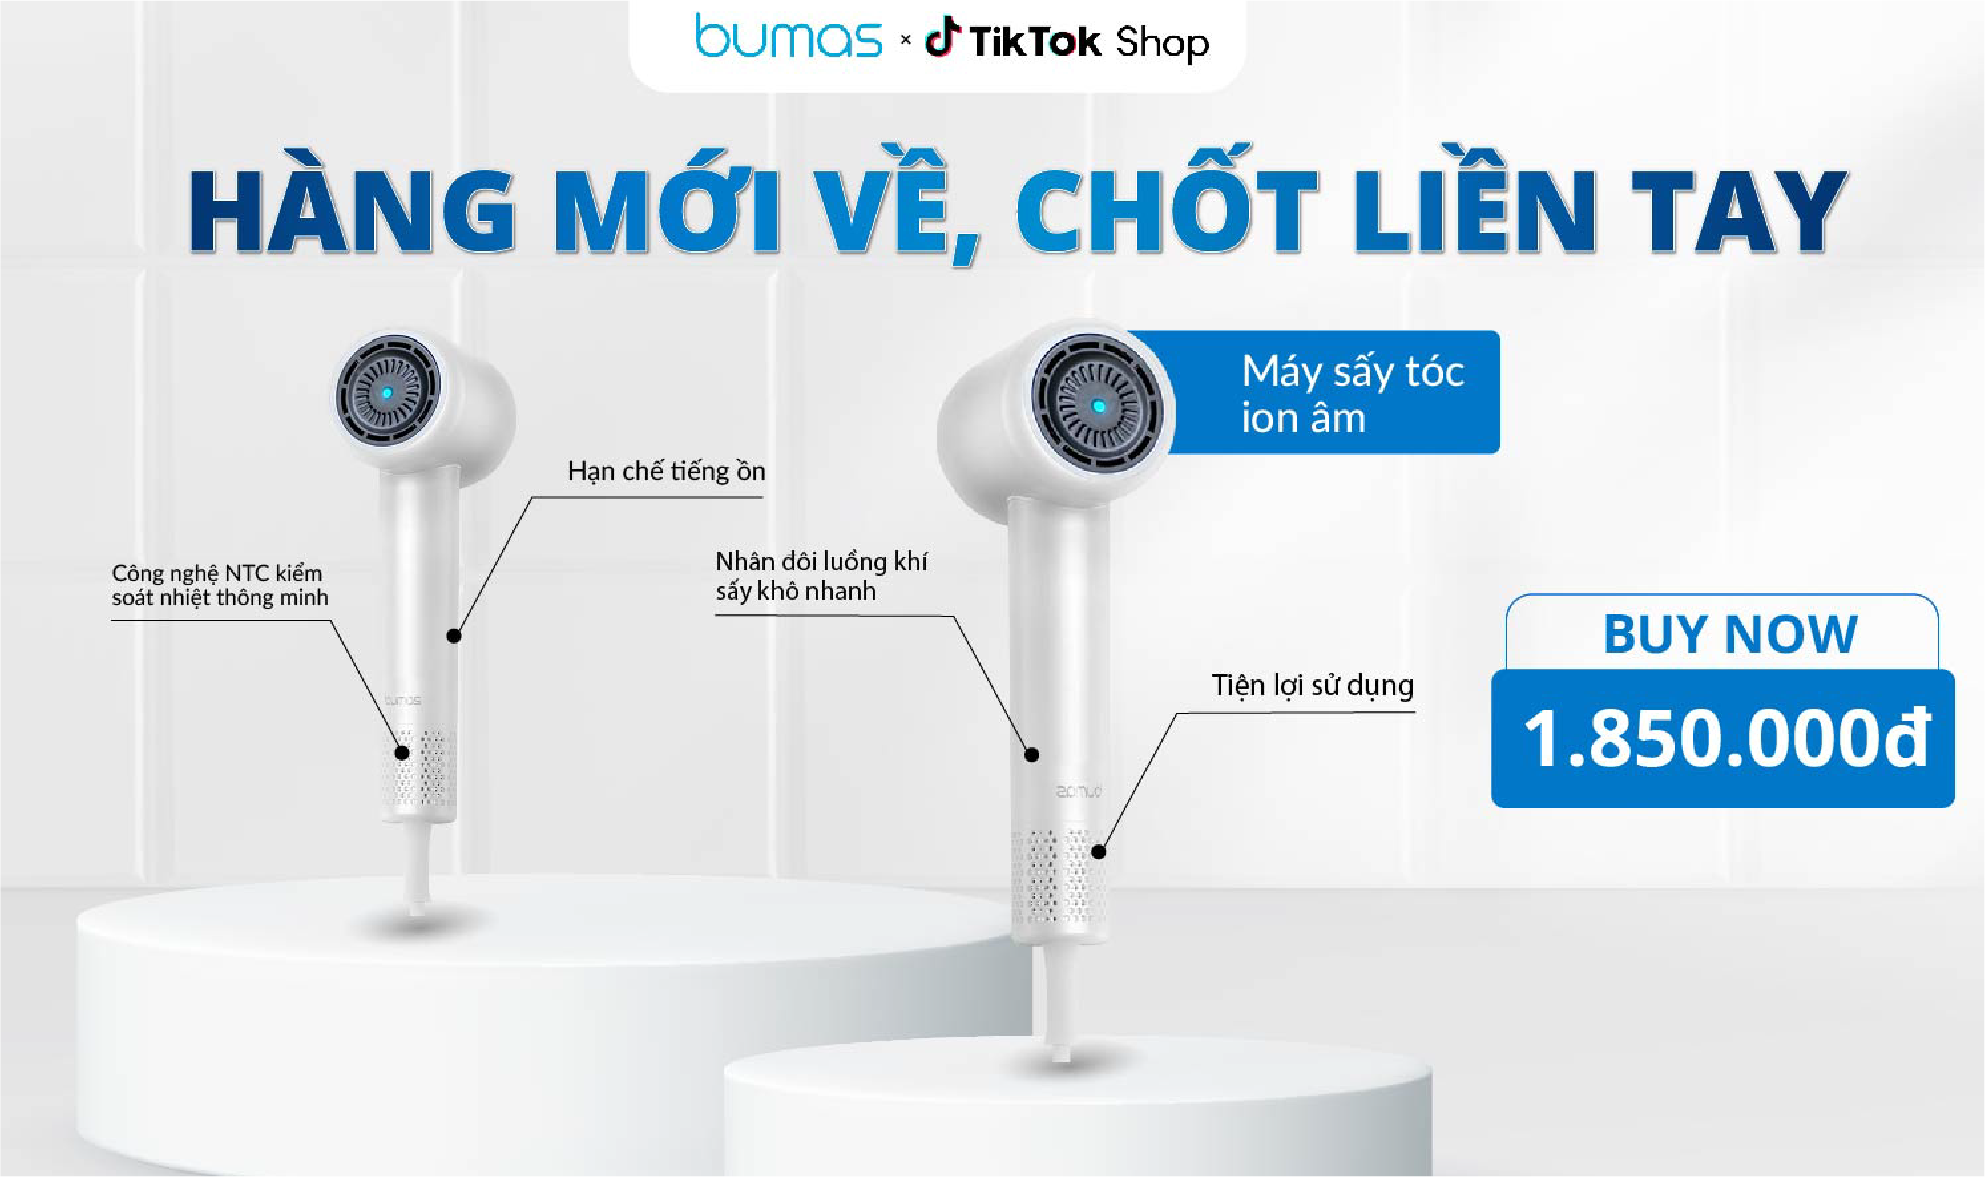 bumas × TikTok Shop
HÀNG MỚI VỀ, CHỐT LIỀN TAY
Máy sấy tóc
ion âm
Hạn chế tiếng ồn
Nhân đôi luồng khí
sấy khô nhanh
Công nghệ NTC kiểm
soát nhiệt thông minh
BUY NOW
Tiện lợi sử dụng
1.850.000đ
bumas
bumas